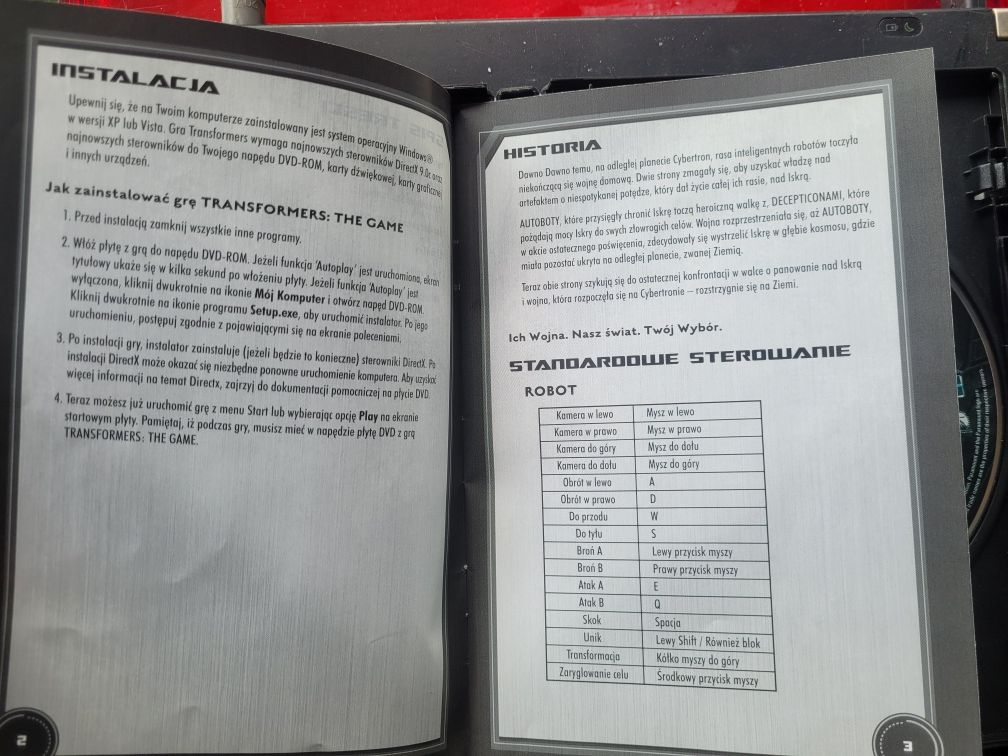 INSTALACJA
Upewnij się, że na Twoim komputerze zainstalowany jest system operacyjny Windows®
w wersji XP lub Vista. Gra Transformers wymaga najnowszych sterowników DirectX 9.0c oraz
najnowszych sterowników do Twojego napędu DVD-ROM, karty dźwiękowej, karty graficznej
i innych urządzeń.
Jak zainstalować grę TRANSFORMERS: THE GAME
1. Przed instalacją zamknij wszystkie inne programy.
2. Włóż płytę z grą do napędu DVD-ROM. Jeżeli funkcja 'Autoplay' jest uruchomiona, ekran
tytułowy ukaże się w kilka sekund po włożeniu płyty. Jeżeli funkcja 'Autoplay' jest
wyłączona, kliknij dwukrotnie na ikonie Mój Komputer i otwórz napęd DVD-ROM.
Kliknij dwukrotnie na ikonie programu Setup.exe, aby uruchomić instalator. Po jego
uruchomieniu, postępuj zgodnie z pojawiającymi się na ekranie poleceniami.
3. Po instalacji gry, instalator zainstaluje (jeżeli będzie to konieczne) sterowniki DirectX. Po
instalacji DirectX może okazać się niezbędne ponowne uruchomienie komputera. Aby uzyskać
więcej informacji na temat Directx, zajrzyj do dokumentacji pomocniczej na płycie DVD.
4. Teraz możesz już uruchomić grę z menu Start lub wybierając opcję Play na ekranie
startowym płyty. Pamiętaj, iż podczas gry, musisz mieć w napędzie płytę DVD z grą
TRANSFORMERS: THE GAME.
2
HISTORIA
Dawno Dawno temu, na odległej planecie Cybertron, rasa inteligentnych robotów toczyła
niekończącą się wojnę domową. Dwie strony zmagały się, aby uzyskać władzę nad
artefaktem o niespotykanej potędze, który dał życie całej ich rasie, nad Iskrą.
AUTOBOTY, które przysięgły chronić Iskrę toczą heroiczną walkę z, DECEPTICONAMI, które
pożądają mocy Iskry do swych złowrogich celów. Wojna rozprzestrzeniała się, aż AUTOBOTY,
w akcie ostatecznego poświęcenia, zdecydowały się wystrzelić Iskrę w głębie kosmosu, gdzie
miała pozostać ukryta na odległej planecie, zwanej Ziemią.
Teraz obie strony szykują się do ostatecznej konfrontacji w walce o panowanie nad Iskrą
i wojna, która rozpoczęła się na Cybertronie – rozstrzygnie się na Ziemi.
Ich Wojna. Nasz świat. Twój Wybór.
STANDARDOWE STEROWANIE
ROBOT
Kamera w lewo Mysz w lewo
Kamera w prawo Mysz w prawo
Kamera do góry Mysz do dołu
Kamera do dołu Mysz do góry
Obrót w lewo A
Obrót w prawo D
Do przodu W
Do tyłu S
Broń A Lewy przycisk myszy
Broń B Prawy przycisk myszy
Atak A E
Atak B Q
Skok Spacja
Unik Lewy Shift / Również blok
Transformacja Kółko myszy do góry
Zaryglowanie celu Środkowy przycisk myszy
3